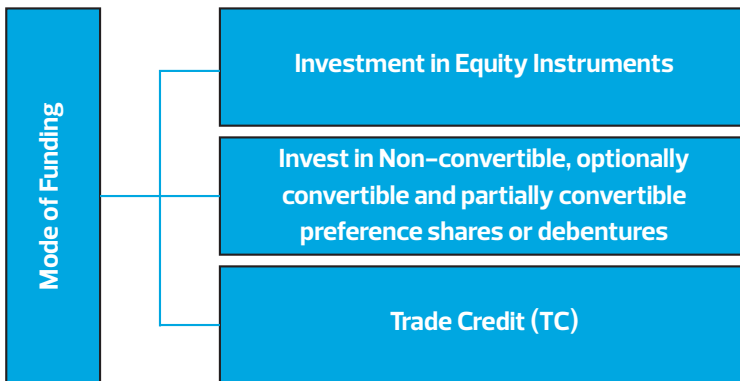 Mode of Funding
Investment in Equity Instruments
Invest in Non-convertible, optionally
convertible and partially convertible
preference shares or debentures
Trade Credit (TC)